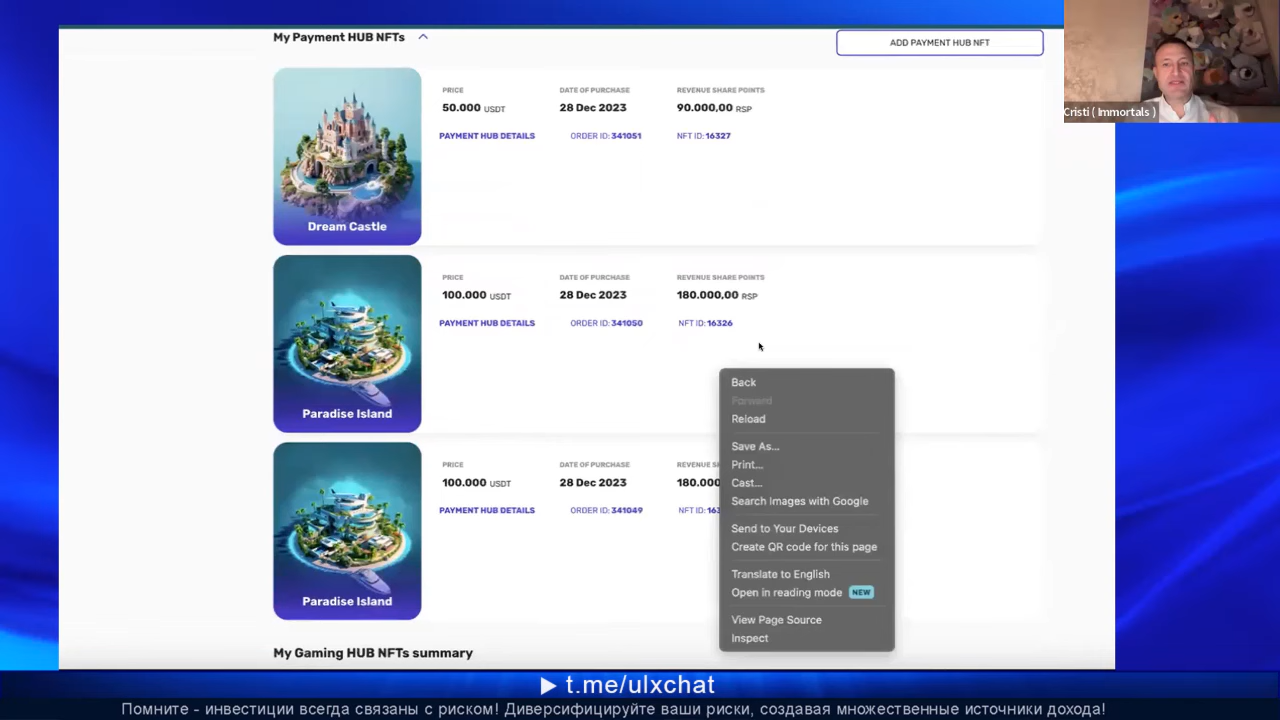 My Payment HUB NFTs
ADD PAYMENT HUB NFT
Cristi ( Immortals )
PRICE DATE OF PURCHASE REVENUE SHARE POINTS
50.000 USDT 28 Dec 2023 90.000,00 RSP
PAYMENT HUB DETAILS ORDER ID: 341051 NFT ID: 16327
Dream Castle
PRICE DATE OF PURCHASE REVENUE SHARE POINTS
100.000 USDT 28 Dec 2023 180.000,00 RSP
PAYMENT HUB DETAILS ORDER ID: 341050 NFT ID: 16326
Paradise Island
PRICE DATE OF PURCHASE
100.000 USDT 28 Dec 2023 180.000
PAYMENT HUB DETAILS ORDER ID: 341049 NFT ID:
Paradise Island
Back
Forward
Reload
Save As...
Print...
Cast...
Search Images with Google
Send to Your Devices
Create QR code for this page
Translate to English
Open in reading mode NEW
View Page Source
Inspect
My Gaming HUB NFTs summary
t.me/ulxchat
Помните - инвестиции всегда связаны с риском! Диверсифицируйте ваши риски, создавая множественные источники дохода!